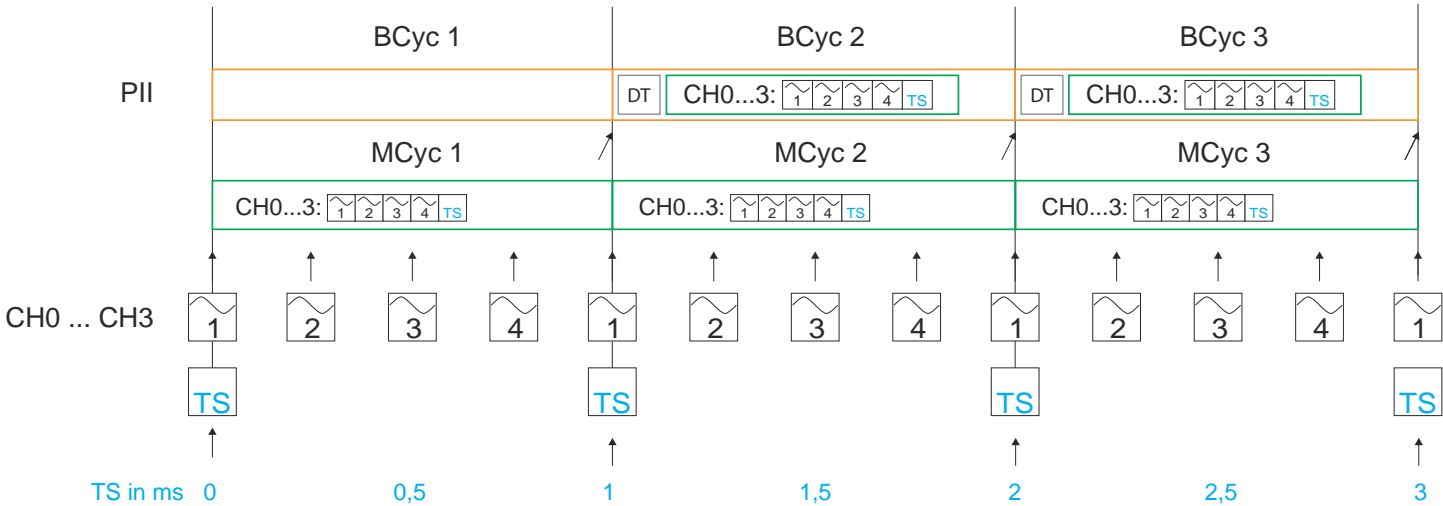 BCyc 1 BCyc 2 BCyc 3
PII DT CH0...3: 1 2 3 4 TS DT CH0...3: 1 2 3 4 TS
MCyc 1 MCyc 2 MCyc 3
CH0...3: 1 2 3 4 TS CH0...3: 1 2 3 4 TS CH0...3: 1 2 3 4 TS
CH0 ... CH3 1 2 3 4 1 2 3 4 1 2 3 4 1
TS TS TS TS
TS in ms 0 0,5 1 1,5 2 2,5 3